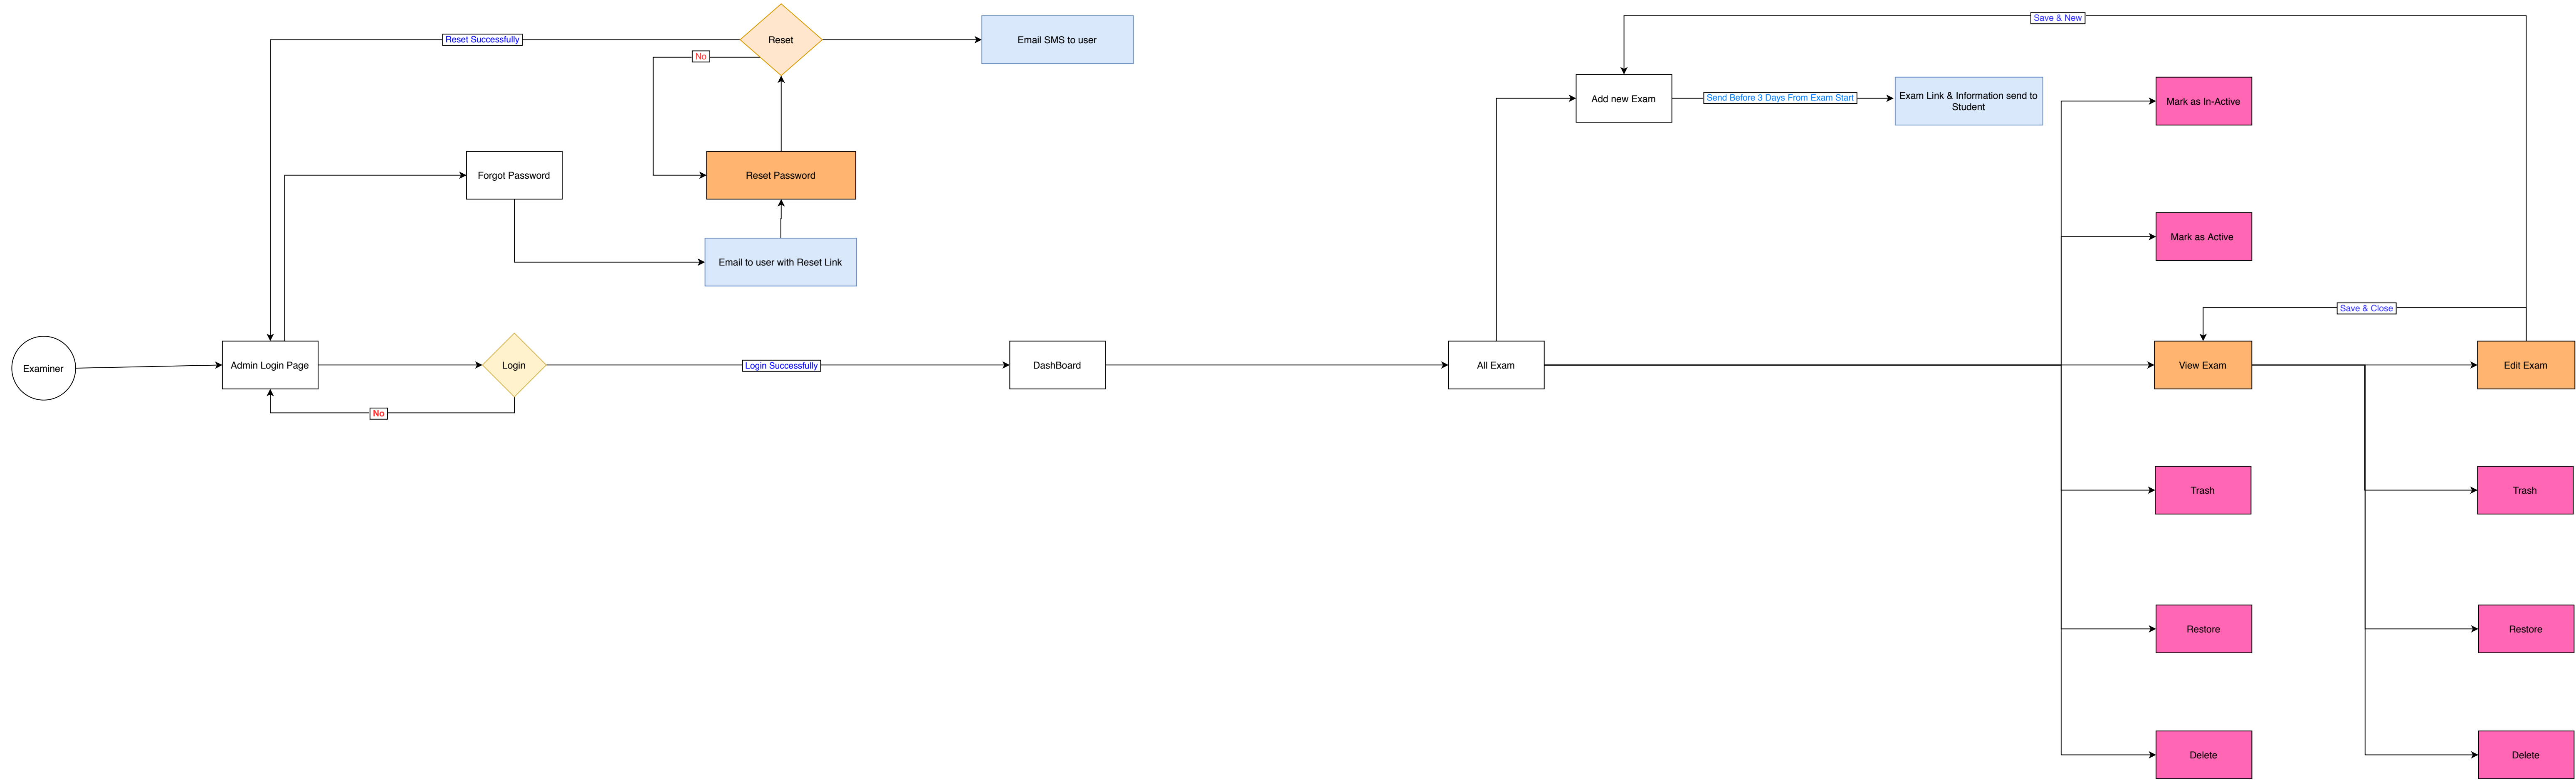 Reset
Email SMS to user
Reset Successfully
No
Save & New
Add new Exam
Send Before 3 Days From Exam Start
Exam Link & Information send to
Student
Mark as In-Active
Forgot Password
Reset Password
Mark as Active
Email to user with Reset Link
Save & Close
Examiner
Admin Login Page
Login
Login Successfully
DashBoard
All Exam
View Exam
Edit Exam
No
Trash
Trash
Restore
Restore
Delete
Delete